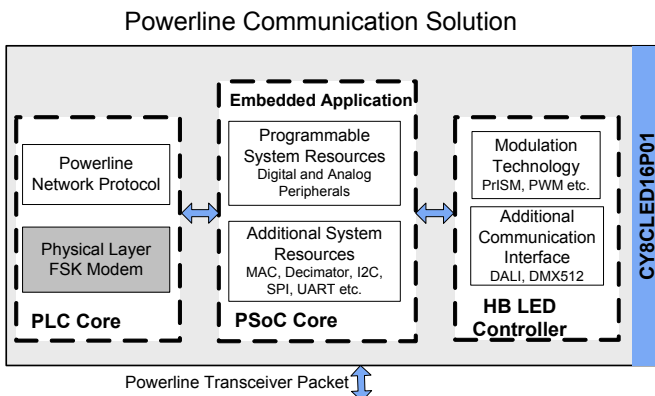 Powerline Communication Solution
Powerline
Network Protocol
Physical Layer
FSK Modem
PLC Core
Embedded Application
Programmable
System Resources
Digital and Analog
Peripherals
Additional System
Resources
MAC, Decimator, I2C,
SPI, UART etc.
PSoC Core
Modulation
Technology
PrISM, PWM etc.
Additional
Communication
Interface
DALI, DMX512
HB LED
Controller
CY8CLED16P01
Powerline Transceiver Packet